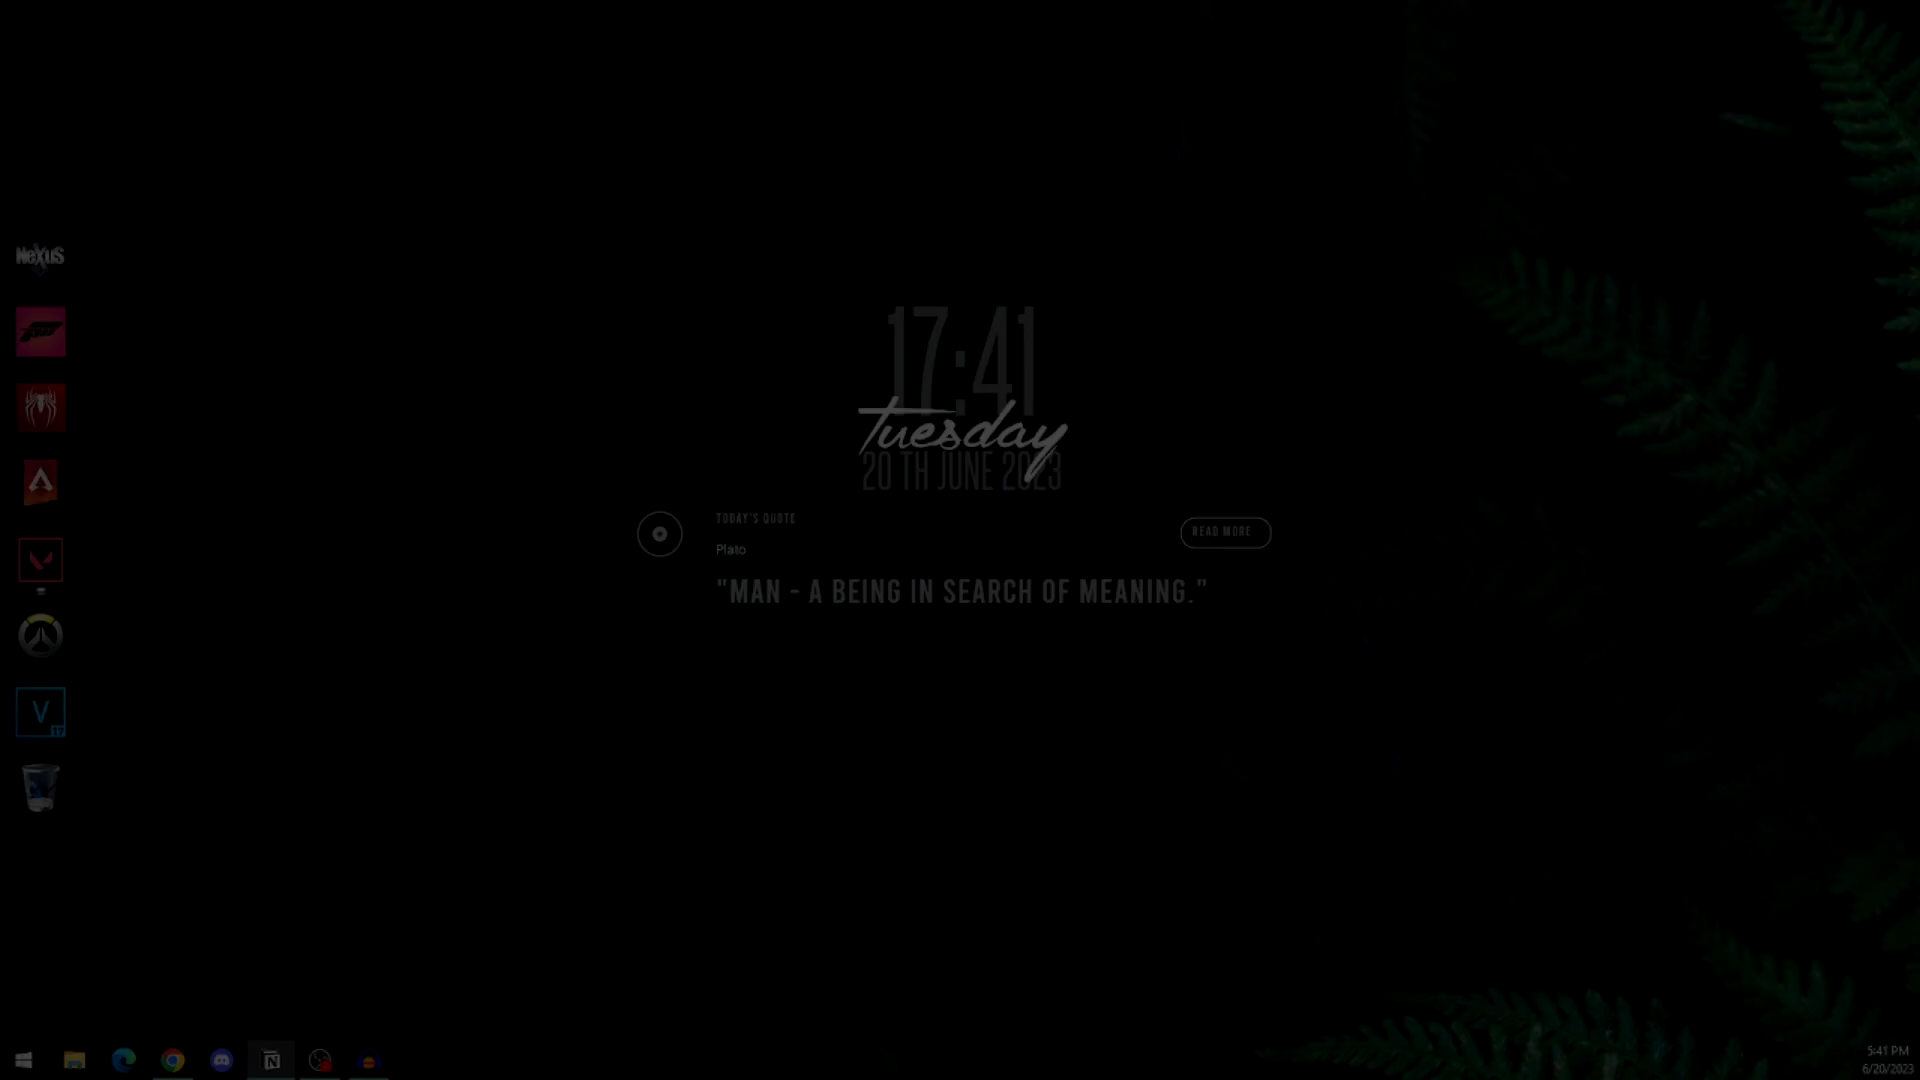 NeXuS
17:41
Tuesday
20 TH JUNE 2023
TODAY'S QUOTE
READ MORE
Plato
"MAN - A BEING IN SEARCH OF MEANING."
V
17
N
5:41 PM
6/20/2023